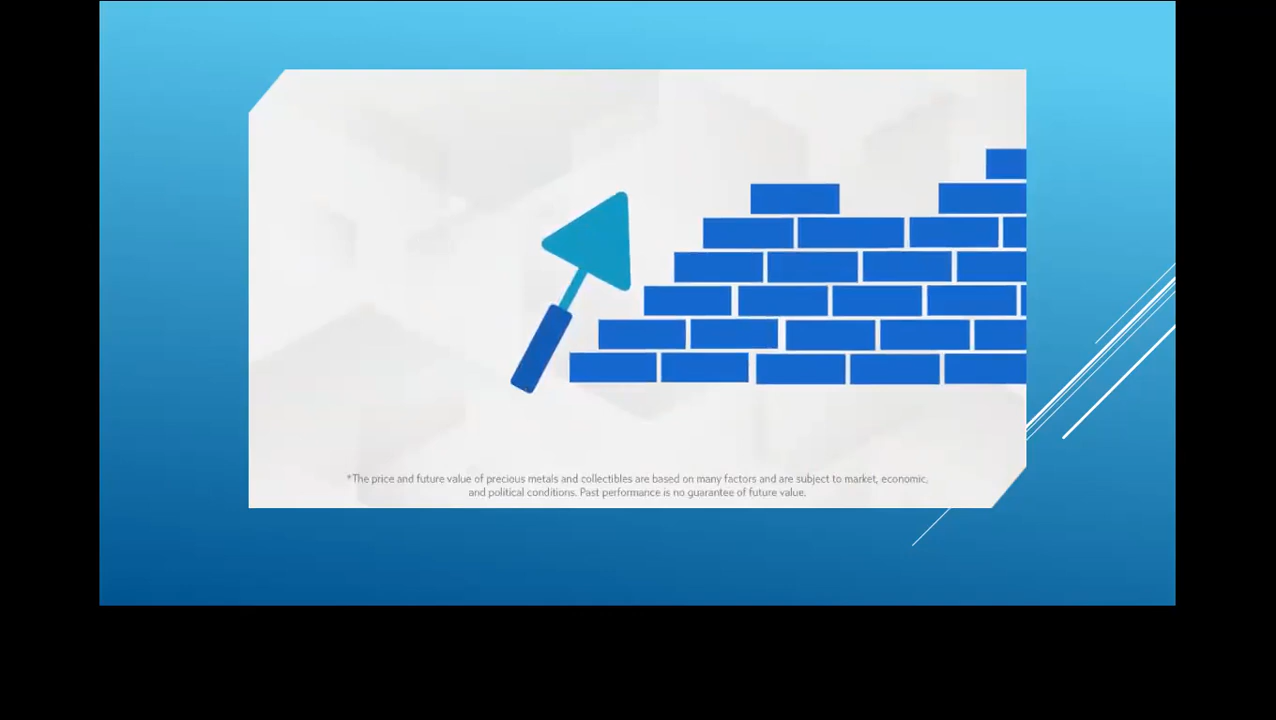 *The price and future value of precious metals and collectibles are based on many factors and are subject to market, economic,
and political conditions. Past performance is no guarantee of future value.